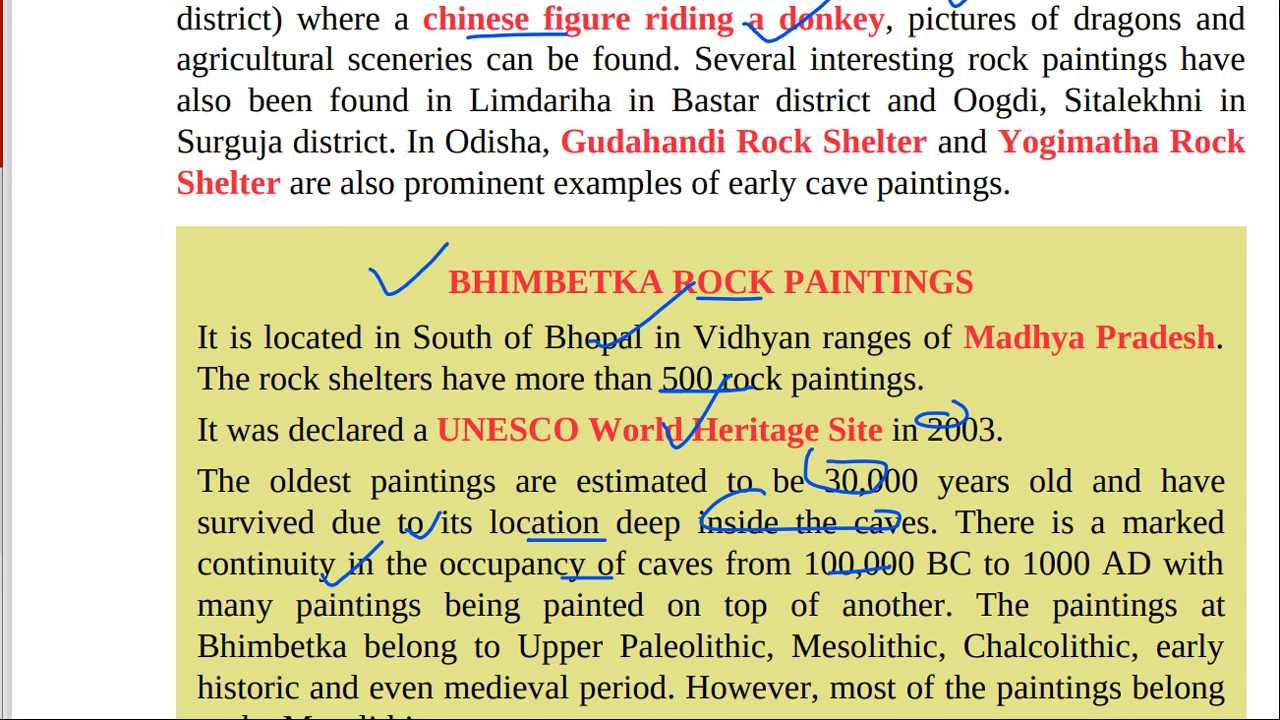 district) where a chinese figure riding a donkey, pictures of dragons and
agricultural sceneries can be found. Several interesting rock paintings have
also been found in Limdariha in Bastar district and Oogdi, Sitalekhni in
Surguja district. In Odisha, Gudahandi Rock Shelter and Yogimatha Rock
Shelter are also prominent examples of early cave paintings.
BHIMBETKA ROCK PAINTINGS
It is located in South of Bhopal in Vidhyan ranges of Madhya Pradesh.
The rock shelters have more than 500 rock paintings.
It was declared a UNESCO World Heritage Site in 2003.
The oldest paintings are estimated to be 30,000 years old and have
survived due to its location deep inside the caves. There is a marked
continuity in the occupancy of caves from 100,000 BC to 1000 AD with
many paintings being painted on top of another. The paintings at
Bhimbetka belong to Upper Paleolithic, Mesolithic, Chalcolithic, early
historic and even medieval period. However, most of the paintings belong